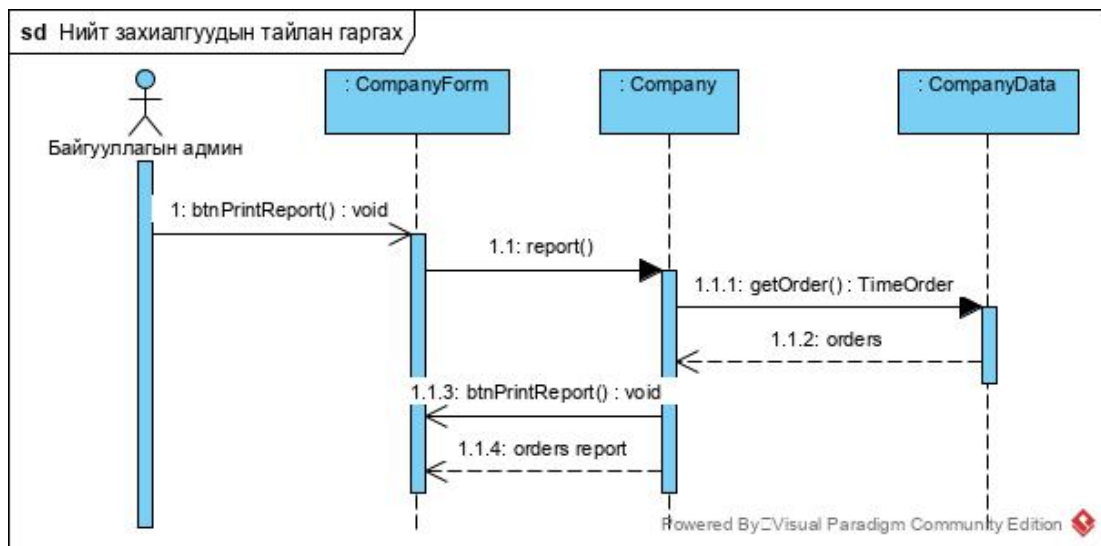 sd Нийт захиалгуудын тайлан гаргах
: CompanyForm
: Company
: CompanyData
Байгууллагын админ
1: btnPrintReport() : void
1.1: report()
1.1.1: getOrder() : TimeOrder
1.1.2: orders
1.1.3: btnPrintReport() : void
1.1.4: orders report
Powered By Visual Paradigm Community Edition